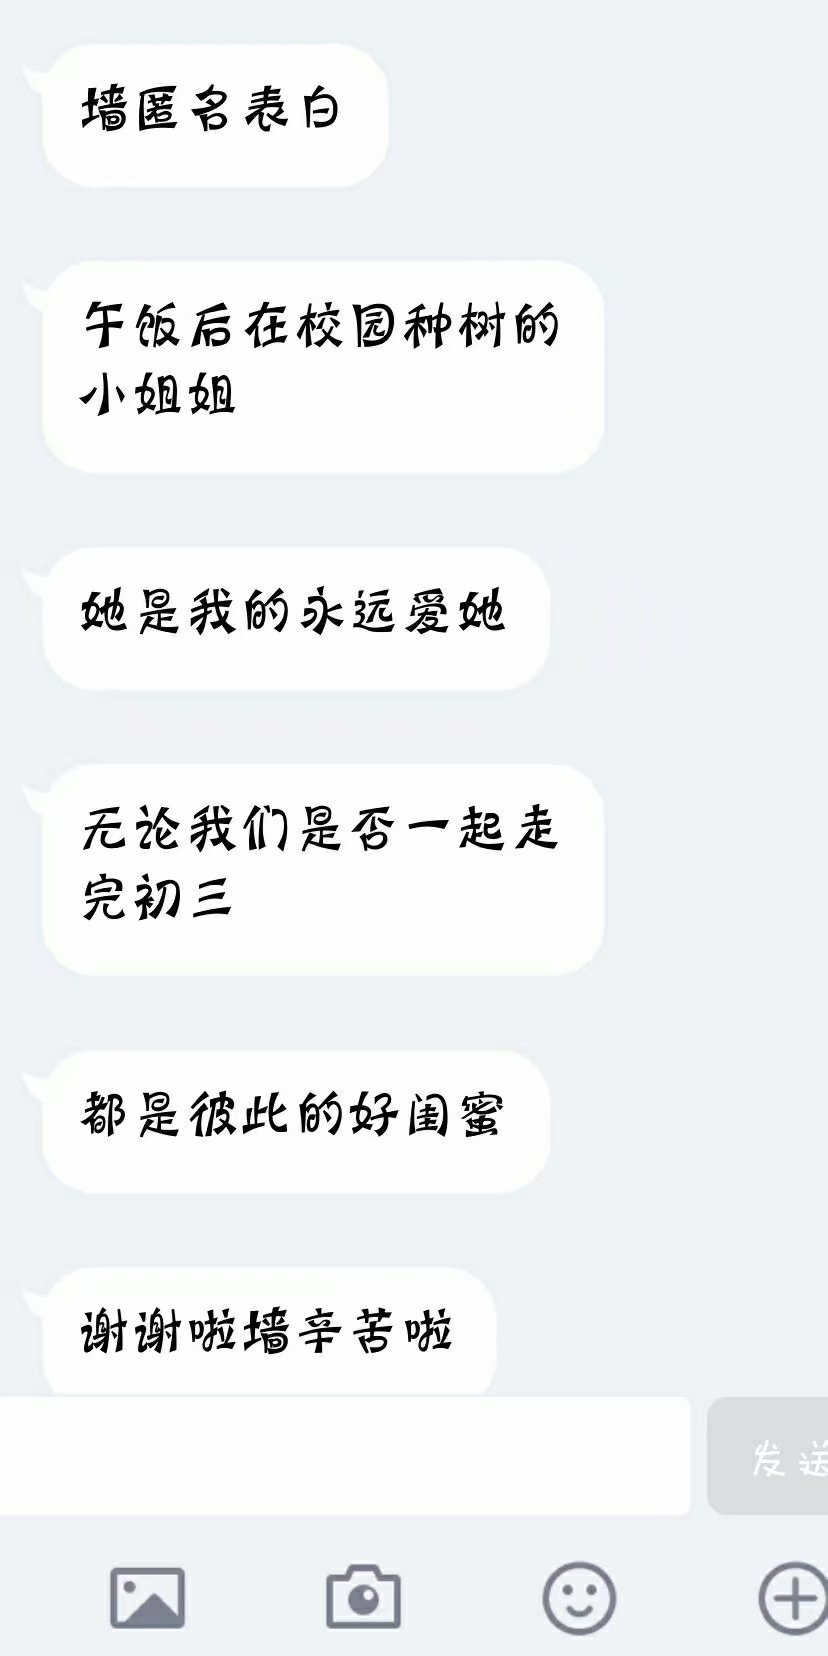 墙匿名表白
午饭后在校园种树的
小姐姐
她是我的永远爱她
无论我们是否一起走
完初三
都是彼此的好闺蜜
谢谢啦墙辛苦啦
发送